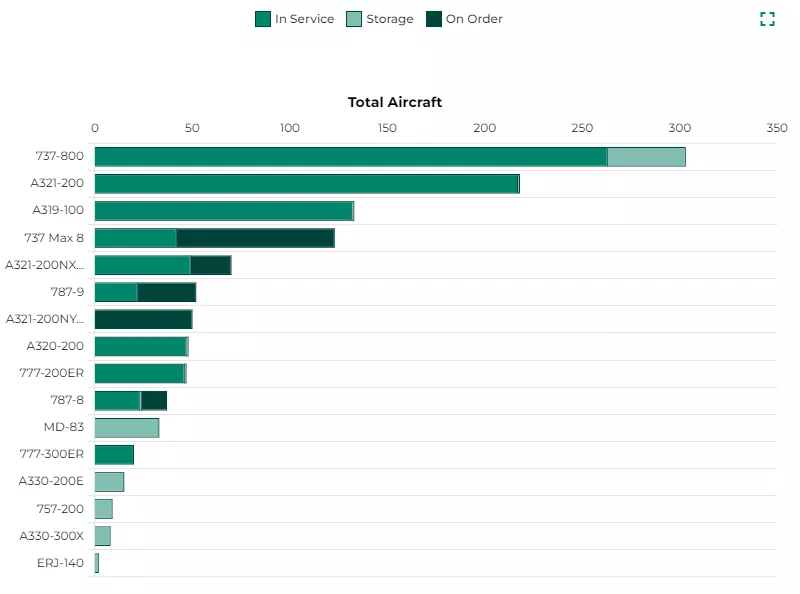 In Service Storage On Order
Total Aircraft
0 50 100 150 200 250 300 350
737-800
A321-200
A319-100
737 Max 8
A321-200NX...
787-9
A321-200NY...
A320-200
777-200ER
787-8
MD-83
777-300ER
A330-200E
757-200
A330-300X
ERJ-140